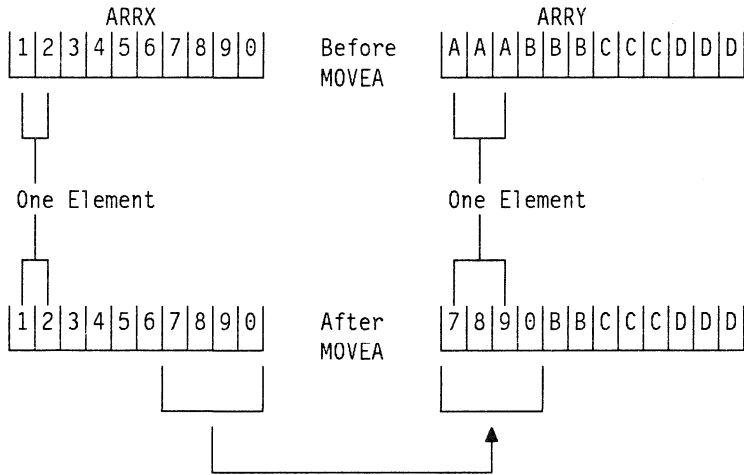 ARRX ARRY
1 2 3 4 5 6 7 8 9 0 Before A A A B B B C C C D D D
MOVEA
One Element One Element
1 2 3 4 5 6 7 8 9 0 After 7 8 9 0 B B C C C D D D
MOVEA